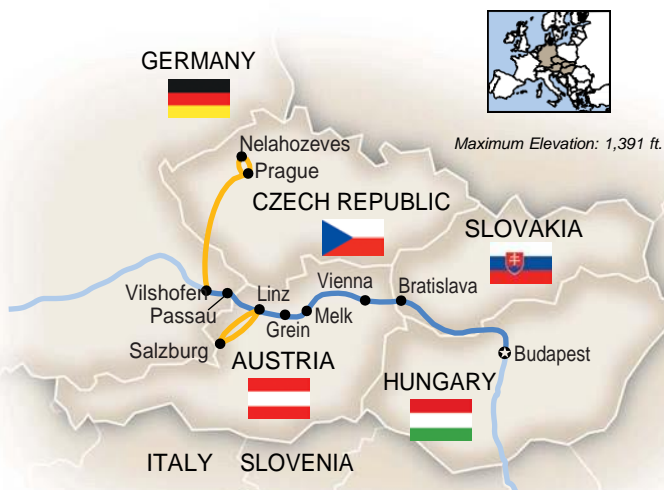 GERMANY
Maximum Elevation: 1,391 ft.
Nelahozeves
Prague
CZECH REPUBLIC
SLOVAKIA
Vilshofen
Passau
Linz
Vienna
Bratislava
Grein
Melk
Salzburg
AUSTRIA
Budapest
HUNGARY
ITALY
SLOVENIA